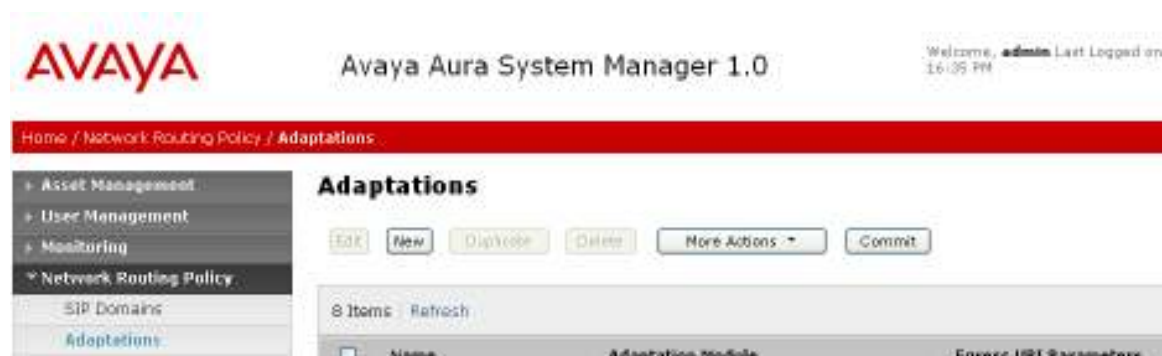 AVAYA
Avaya Aura System Manager 1.0
Welcome, admin Last Logged on
16:35 PM
Home / Network Routing Policy / Adaptations
Asset Management
User Management
Monitoring
Network Routing Policy
SIP Domains
Adaptations
Adaptations
Edit New Duplicate Delete More Actions Commit
8 Items Refresh
Name Adaptation Module Egress URI Parameters